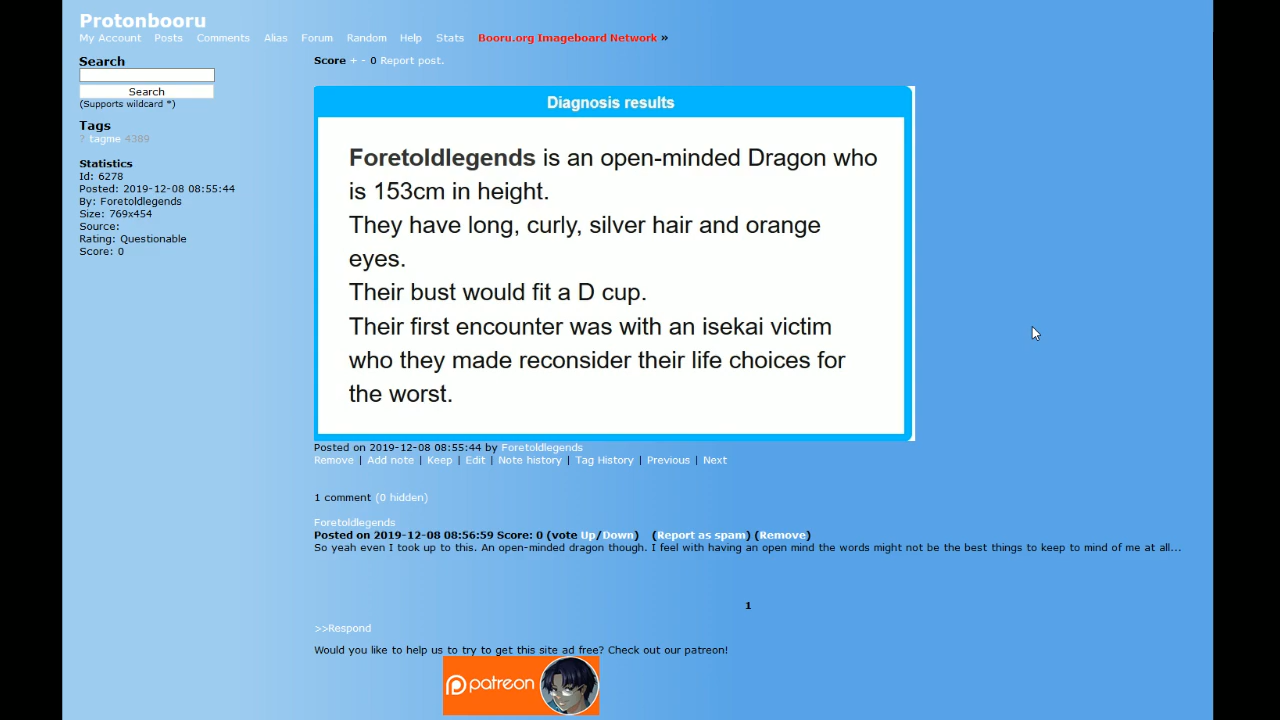 Protonbooru
My Account Posts Comments Alias Forum Random Help Stats Booru.org Imageboard Network »
Search
Search
(Supports wildcard *)
Tags
? tagme 4389
Statistics
Id: 6278
Posted: 2019-12-08 08:55:44
By: Foretoldlegends
Size: 769x454
Source:
Rating: Questionable
Score: 0
Score + - 0 Report post.
Diagnosis results
Foretoldlegends is an open-minded Dragon who
is 153cm in height.
They have long, curly, silver hair and orange
eyes.
Their bust would fit a D cup.
Their first encounter was with an isekai victim
who they made reconsider their life choices for
the worst.
Posted on 2019-12-08 08:55:44 by Foretoldlegends
Remove | Add note | Keep | Edit | Note history | Tag History | Previous | Next
1 comment (0 hidden)
Foretoldlegends
Posted on 2019-12-08 08:56:59 Score: 0 (vote Up/Down) (Report as spam) (Remove)
So yeah even I took up to this. An open-minded dragon though. I feel with having an open mind the words might not be the best things to keep to mind of me at all...
1
>>Respond
Would you like to help us to try to get this site ad free? Check out our patreon!
patreon